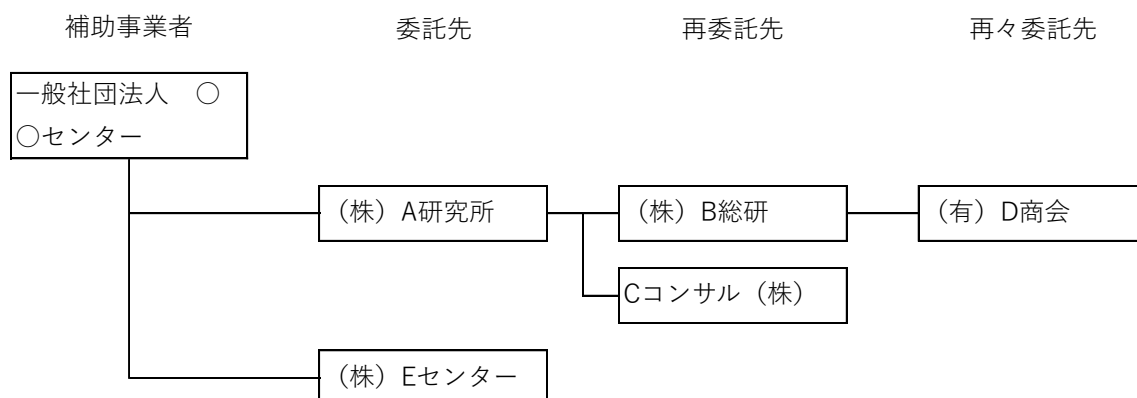 補助事業者 委託先 再委託先 再々委託先
一般社団法人　○
○センター
（株）A研究所 （株）B総研 （有）D商会
Cコンサル（株）
（株）Eセンター